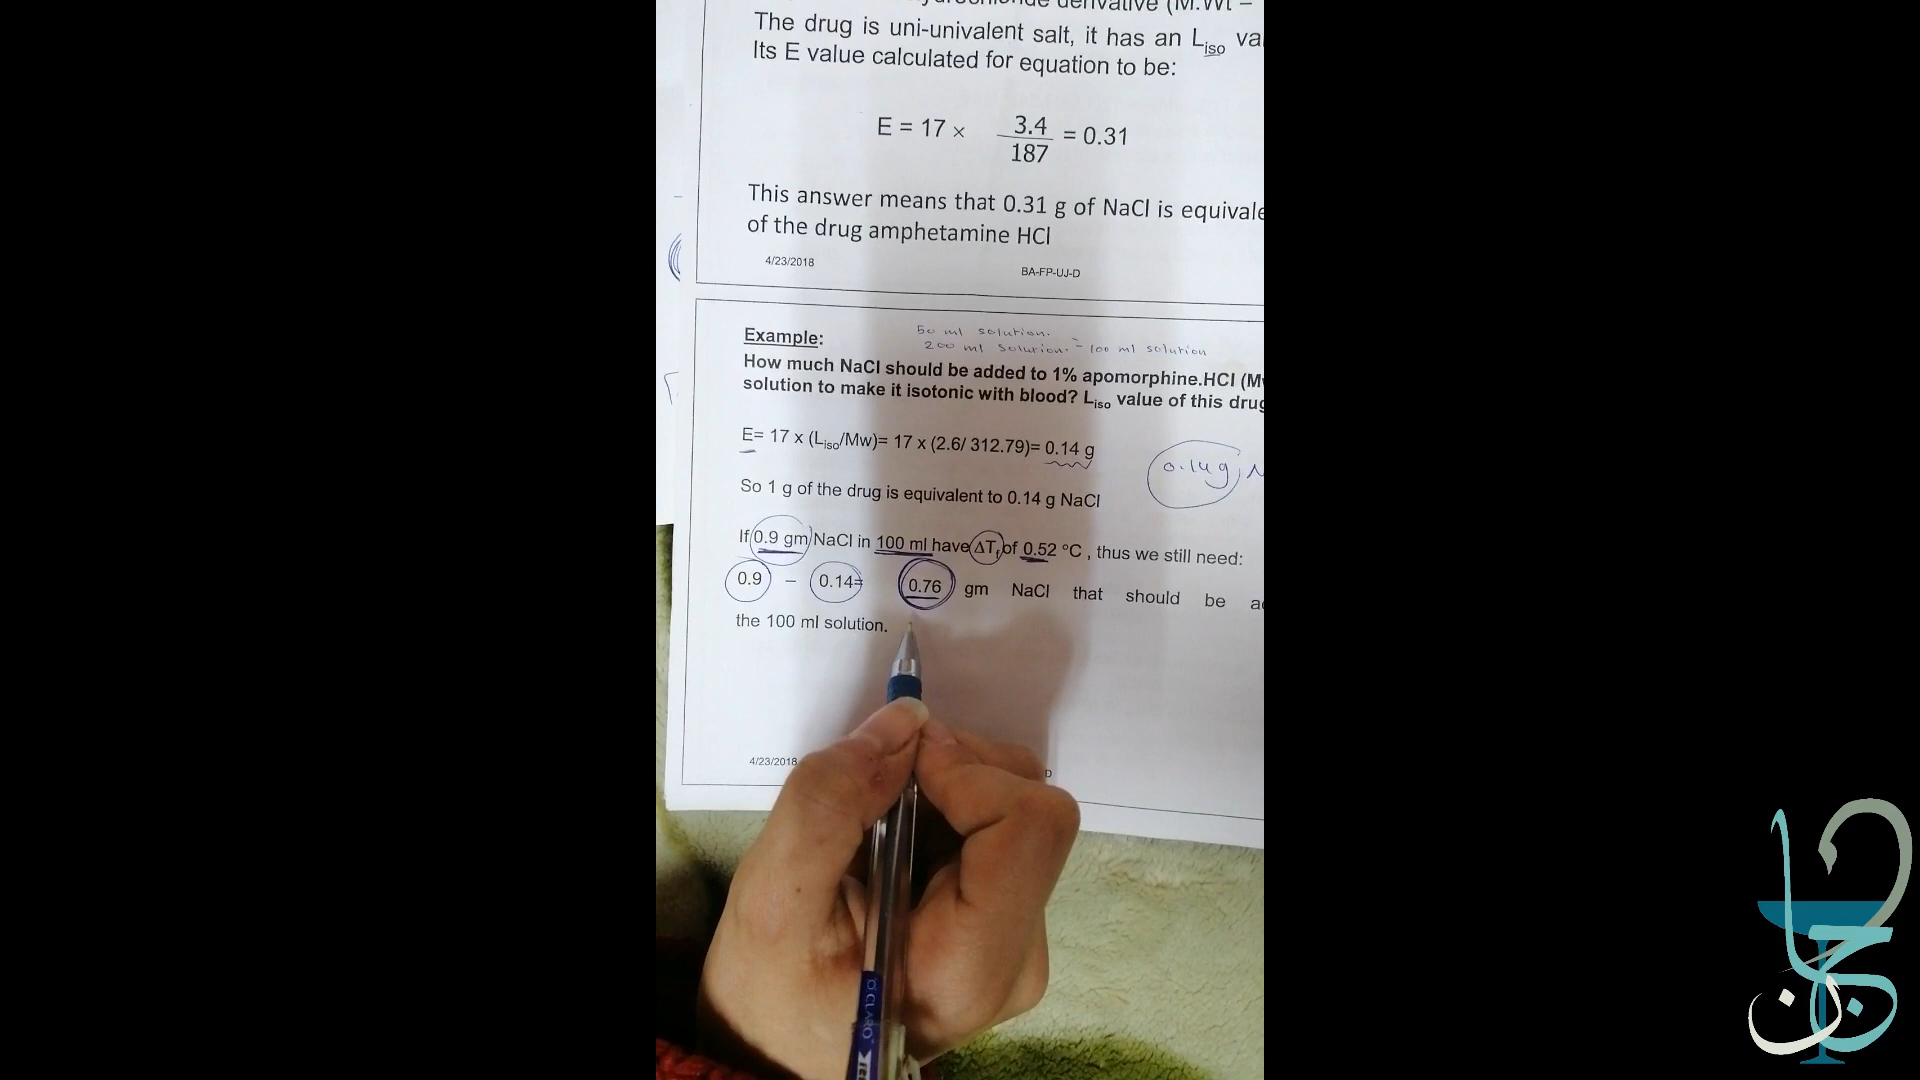 hydrochloride derivative (M.Wt =
The drug is uni-univalent salt, it has an Liso va
Its E value calculated for equation to be:
E = 17 × 3.4 / 187 = 0.31
This answer means that 0.31 g of NaCl is equivale
of the drug amphetamine HCl
4/23/2018
BA-FP-UJ-D
50 ml solution.
Example:
200 ml solution. = 100 ml solution
How much NaCl should be added to 1% apomorphine.HCl (M
solution to make it isotonic with blood? Liso value of this drug
E= 17 x (Liso/Mw)= 17 x (2.6/ 312.79)= 0.14 g
0.14g
So 1 g of the drug is equivalent to 0.14 g NaCl
If 0.9 gm NaCl in 100 ml have ΔTf of 0.52 °C , thus we still need:
0.9 – 0.14= 0.76 gm NaCl that should be a
the 100 ml solution.
4/23/2018
D
CLARO